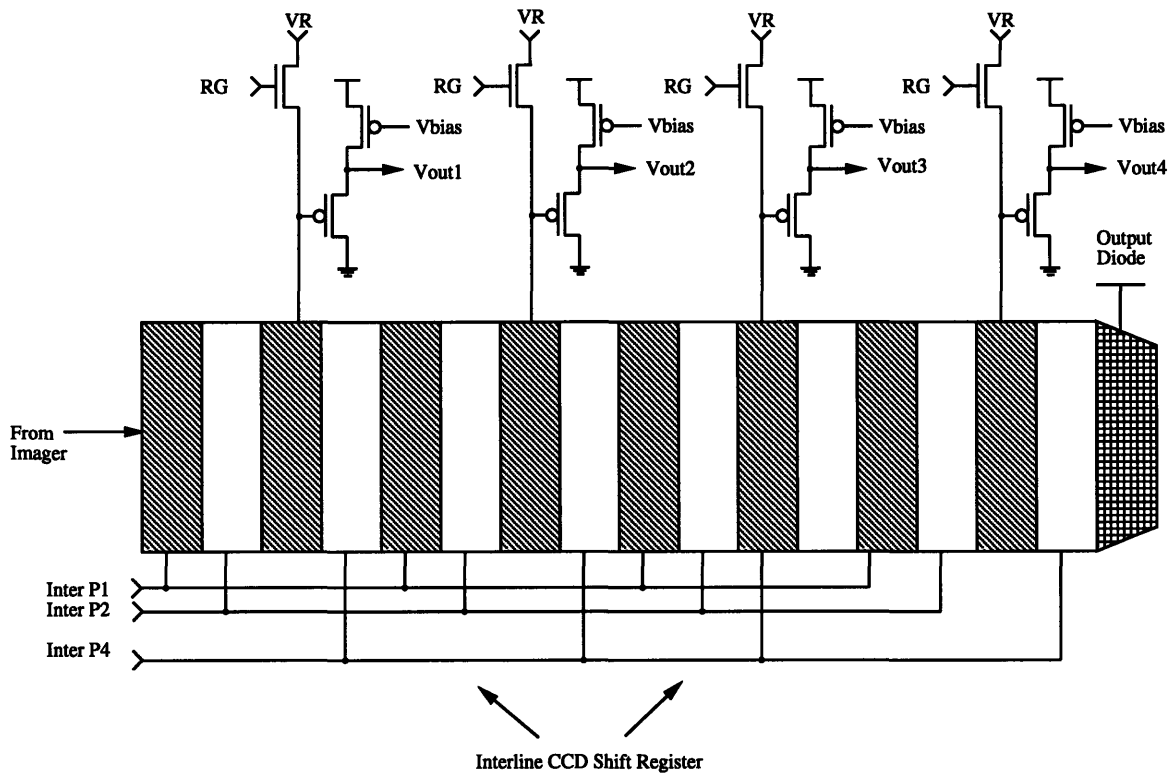 VR
VR
VR
VR
RG
RG
RG
RG
Vbias
Vbias
Vbias
Vbias
Vout1
Vout2
Vout3
Vout4
Output
Diode
From
Imager
Inter P1
Inter P2
Inter P4
Interline CCD Shift Register